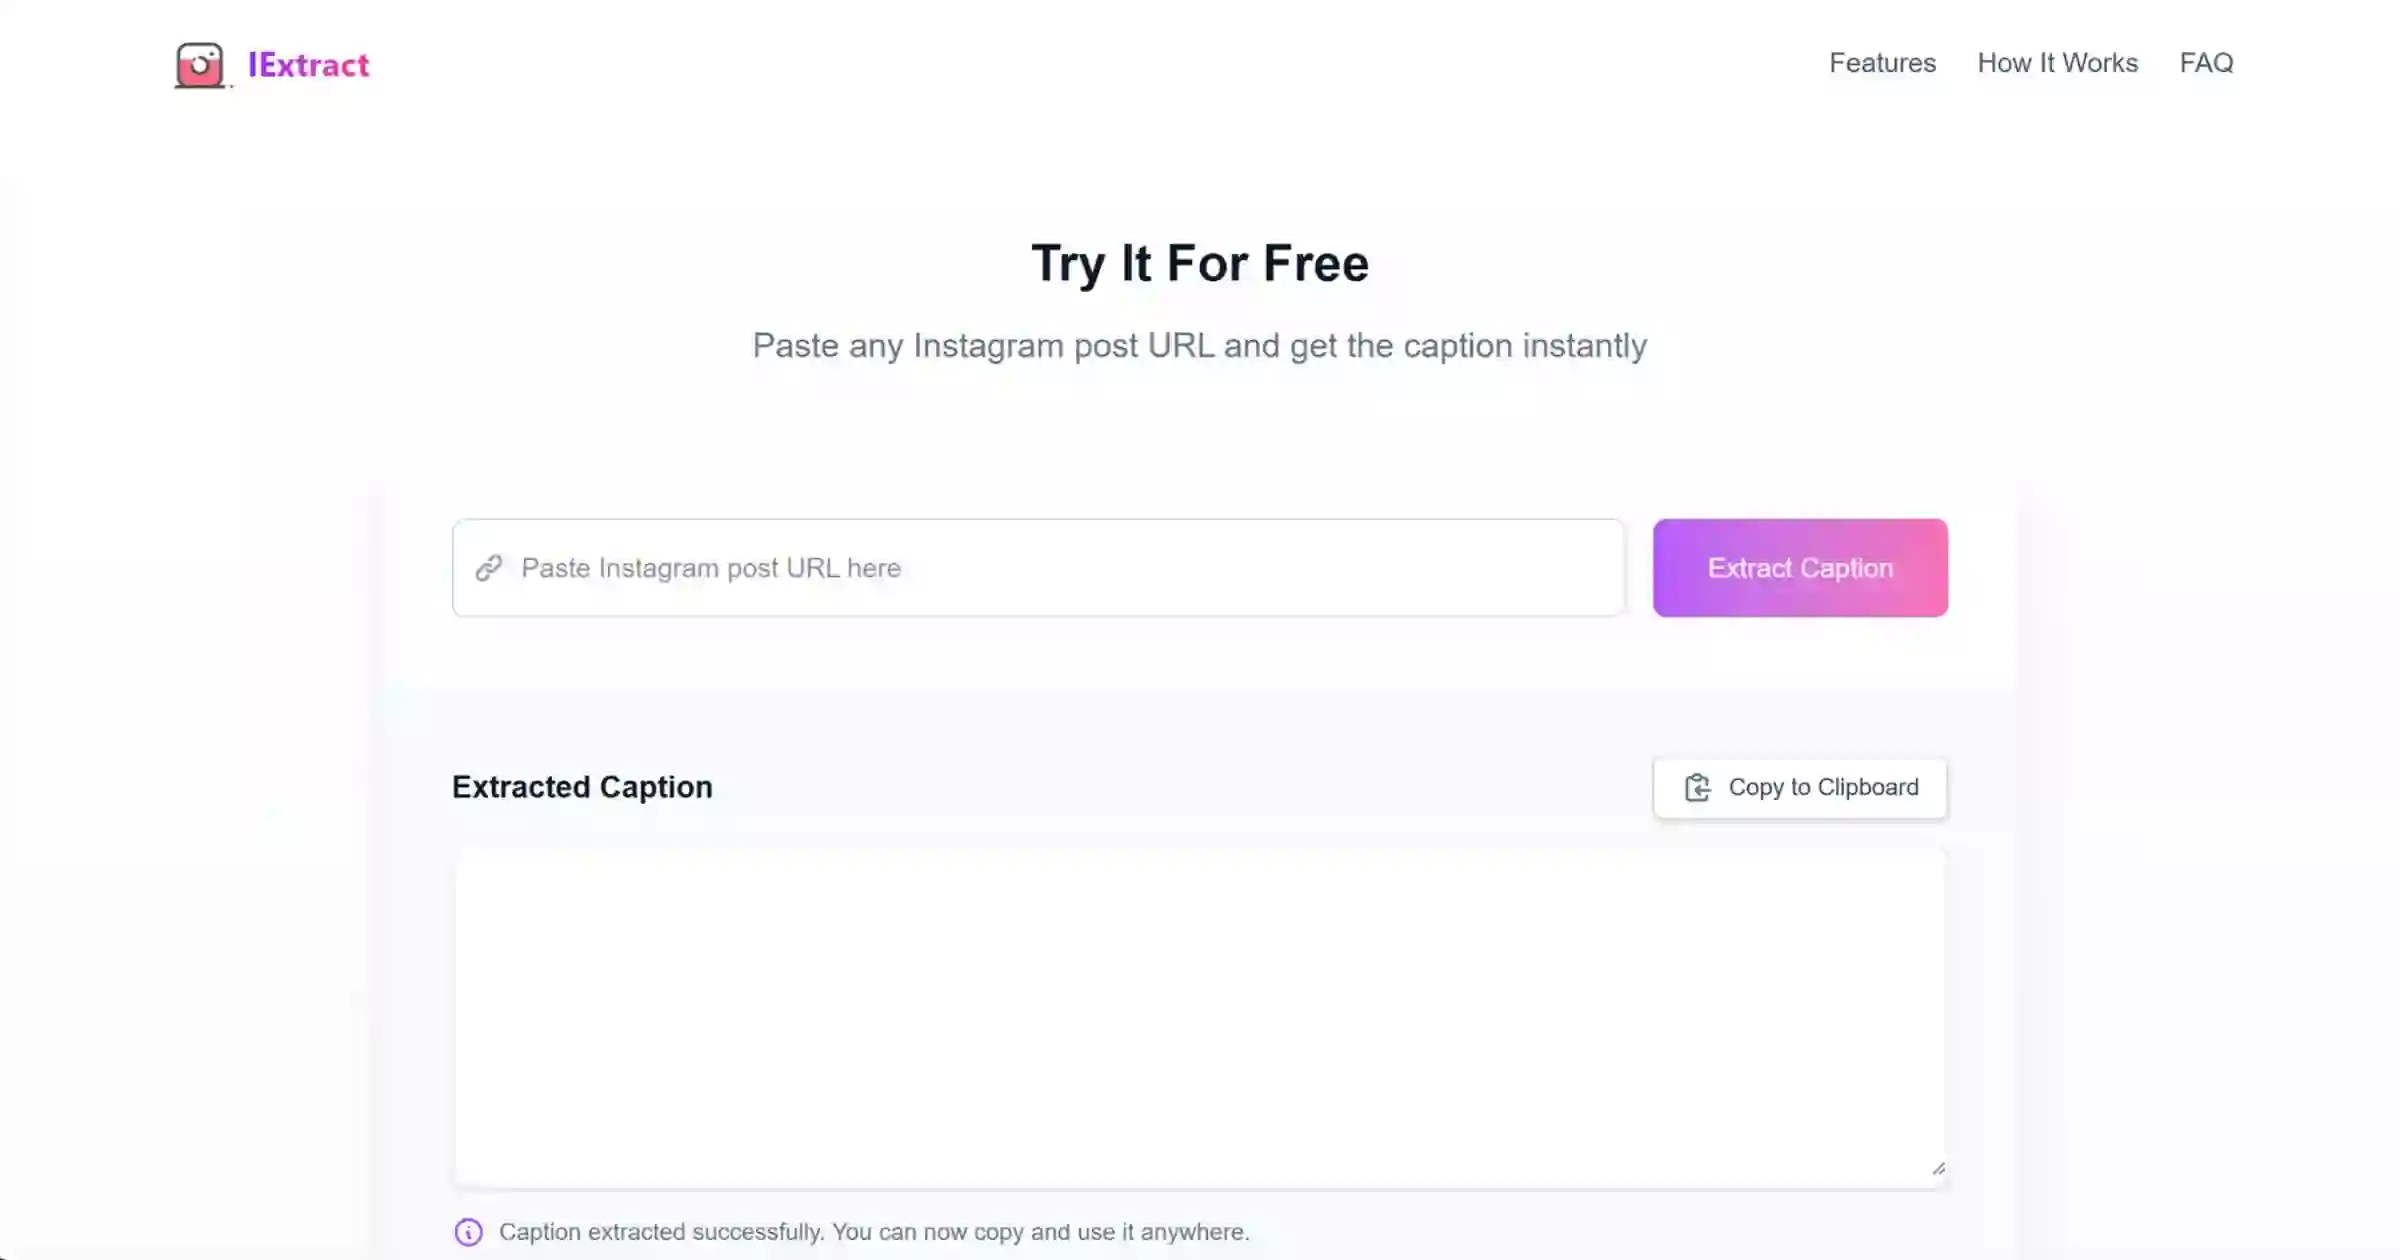 IExtract
Features
How It Works
FAQ
Try It For Free
Paste any Instagram post URL and get the caption instantly
Paste Instagram post URL here
Extract Caption
Extracted Caption
Copy to Clipboard
Caption extracted successfully. You can now copy and use it anywhere.